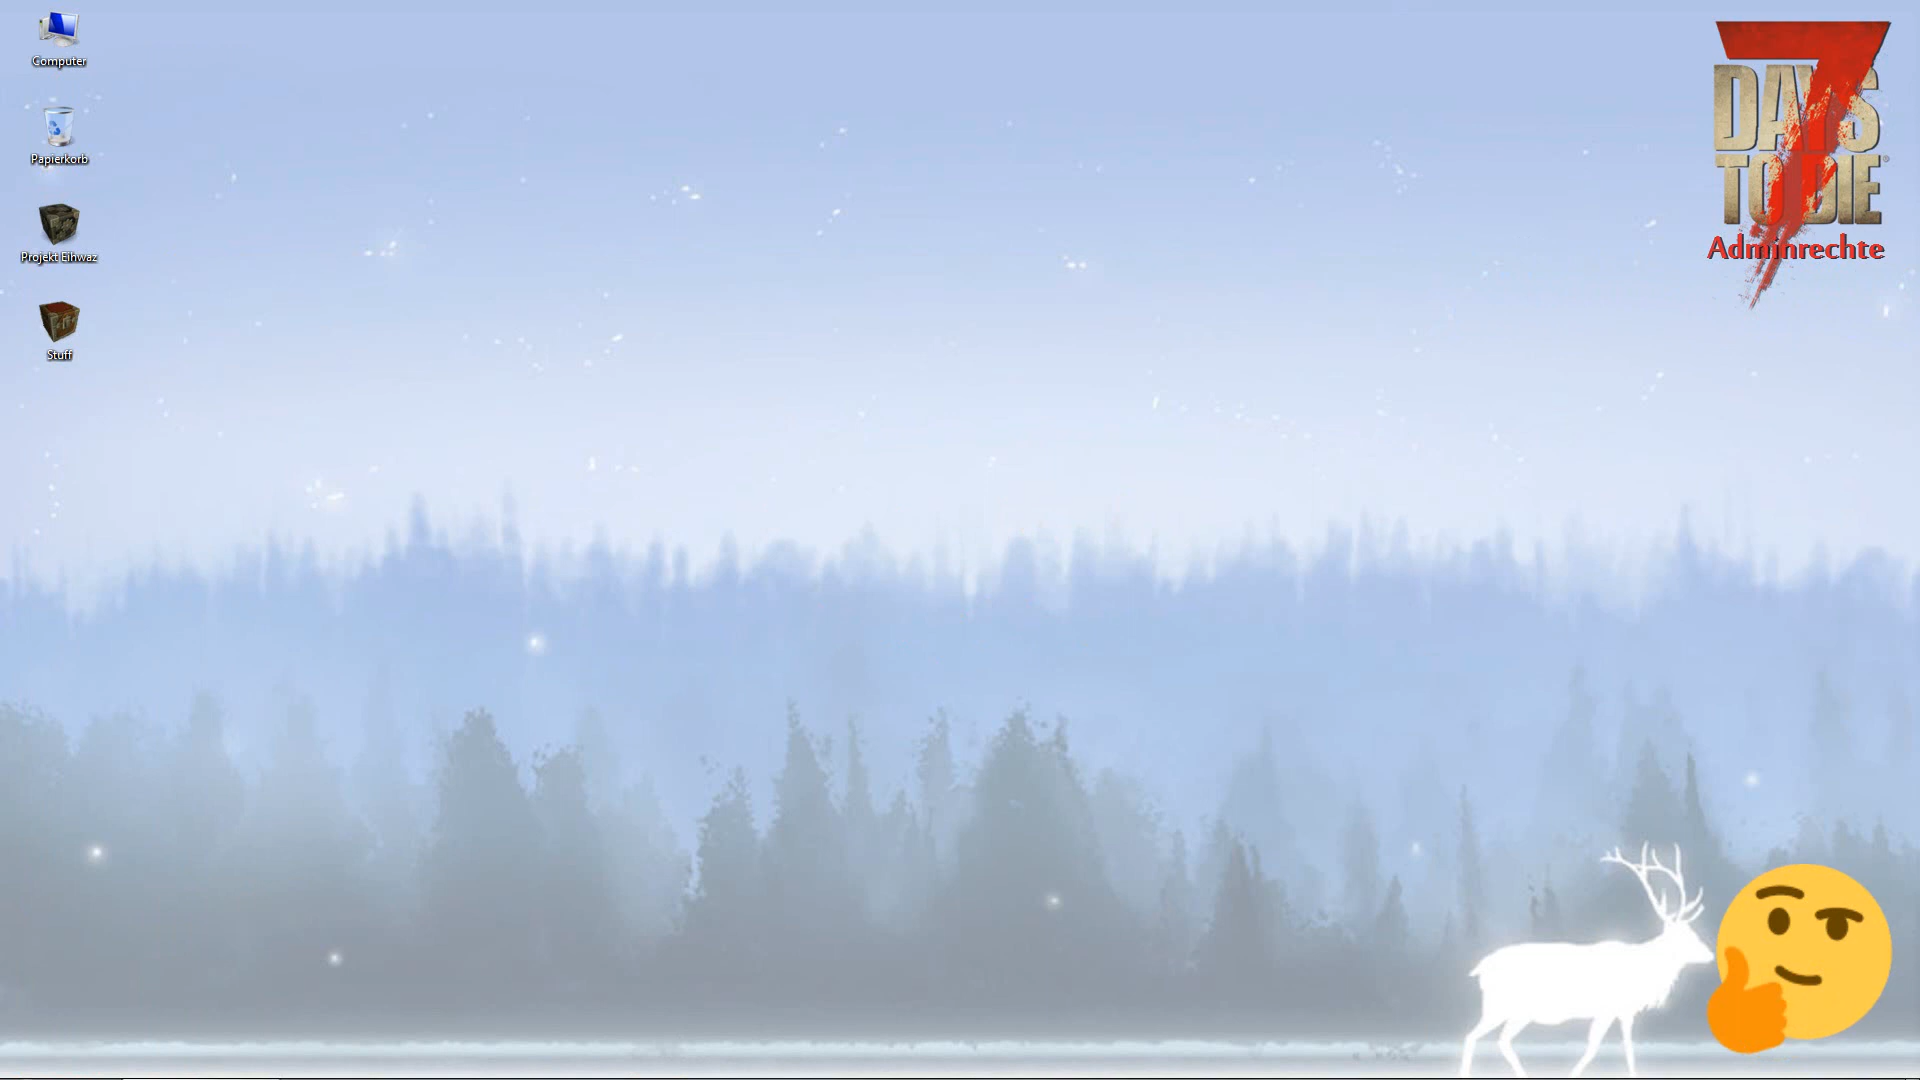 Computer
Papierkorb
Projekt Eihwaz
Stuff
7
DAYS
TO DIE
Adminrechte